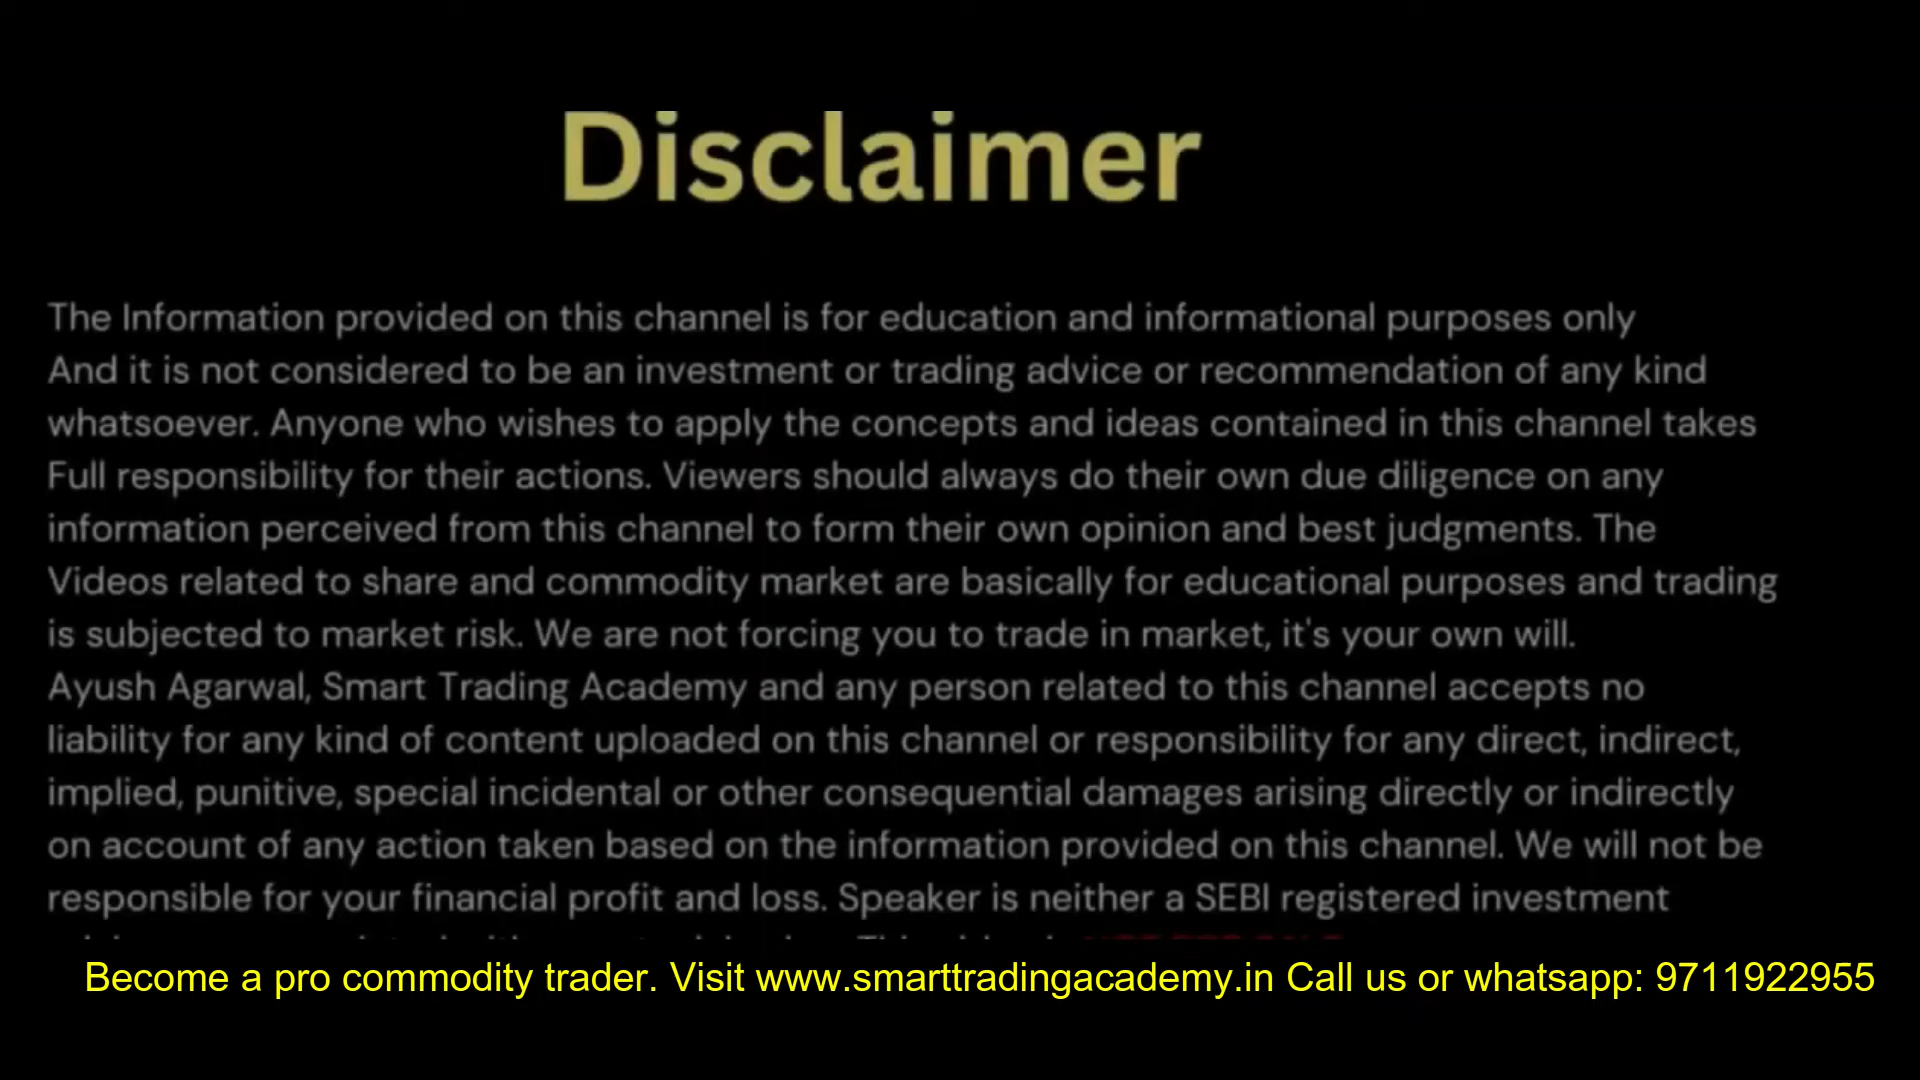 Disclaimer
The Information provided on this channel is for education and informational purposes only
And it is not considered to be an investment or trading advice or recommendation of any kind
whatsoever. Anyone who wishes to apply the concepts and ideas contained in this channel takes
Full responsibility for their actions. Viewers should always do their own due diligence on any
information perceived from this channel to form their own opinion and best judgments. The
Videos related to share and commodity market are basically for educational purposes and trading
is subjected to market risk. We are not forcing you to trade in market, it's your own will.
Ayush Agarwal, Smart Trading Academy and any person related to this channel accepts no
liability for any kind of content uploaded on this channel or responsibility for any direct, indirect,
implied, punitive, special incidental or other consequential damages arising directly or indirectly
on account of any action taken based on the information provided on this channel. We will not be
responsible for your financial profit and loss. Speaker is neither a SEBI registered investment
Become a pro commodity trader. Visit www.smarttradingacademy.in Call us or whatsapp: 9711922955